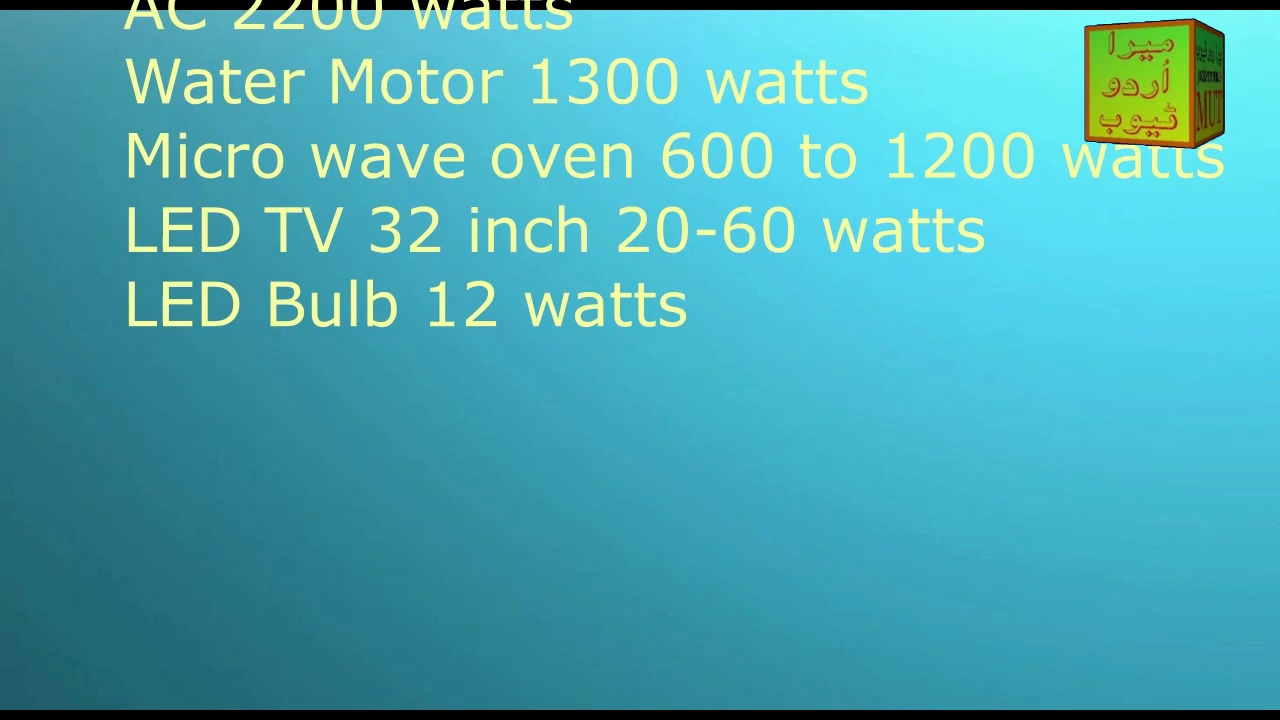 AC 2200 watts
Water Motor 1300 watts
Micro wave oven 600 to 1200 watts
LED TV 32 inch 20-60 watts
LED Bulb 12 watts
میرا
اُردو
ٹیوب
MUT